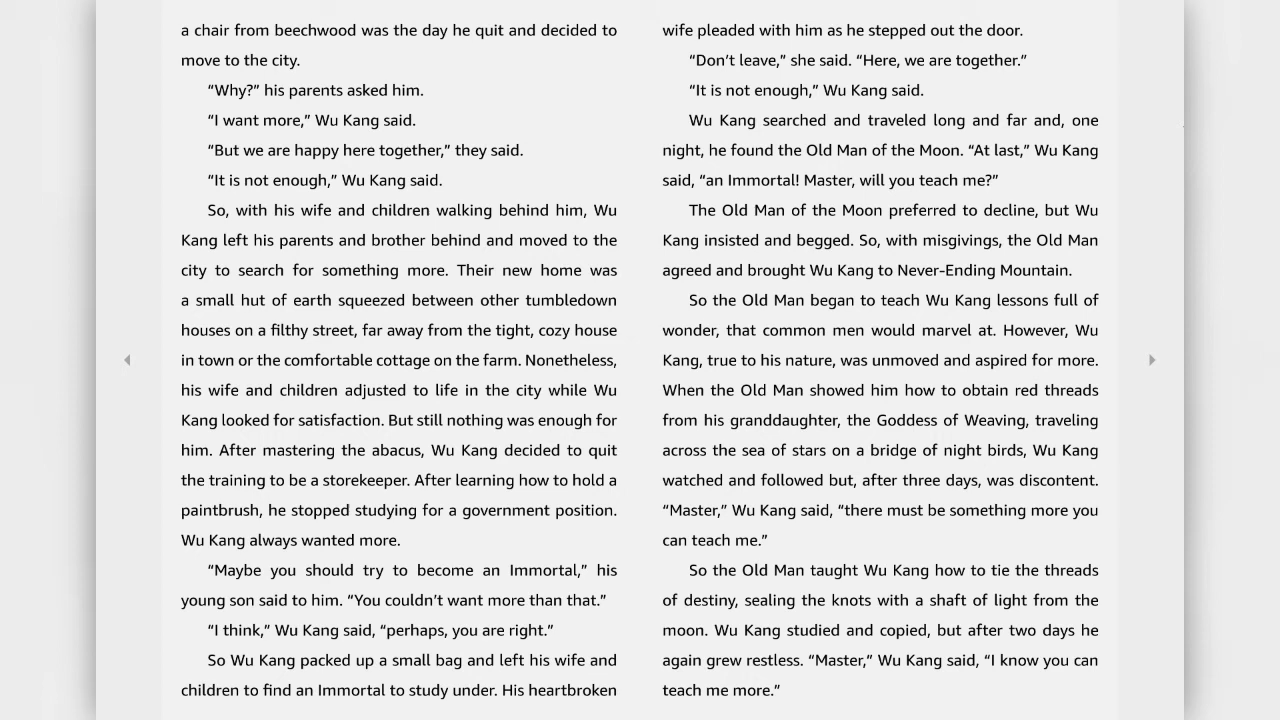 a chair from beechwood was the day he quit and decided to
move to the city.
“Why?” his parents asked him.
“I want more,” Wu Kang said.
“But we are happy here together,” they said.
“It is not enough,” Wu Kang said.
So, with his wife and children walking behind him, Wu
Kang left his parents and brother behind and moved to the
city to search for something more. Their new home was
a small hut of earth squeezed between other tumbledown
houses on a filthy street, far away from the tight, cozy house
in town or the comfortable cottage on the farm. Nonetheless,
his wife and children adjusted to life in the city while Wu
Kang looked for satisfaction. But still nothing was enough for
him. After mastering the abacus, Wu Kang decided to quit
the training to be a storekeeper. After learning how to hold a
paintbrush, he stopped studying for a government position.
Wu Kang always wanted more.
“Maybe you should try to become an Immortal,” his
young son said to him. “You couldn’t want more than that.”
“I think,” Wu Kang said, “perhaps, you are right.”
So Wu Kang packed up a small bag and left his wife and
children to find an Immortal to study under. His heartbroken
wife pleaded with him as he stepped out the door.
“Don’t leave,” she said. “Here, we are together.”
“It is not enough,” Wu Kang said.
Wu Kang searched and traveled long and far and, one
night, he found the Old Man of the Moon. “At last,” Wu Kang
said, “an Immortal! Master, will you teach me?”
The Old Man of the Moon preferred to decline, but Wu
Kang insisted and begged. So, with misgivings, the Old Man
agreed and brought Wu Kang to Never-Ending Mountain.
So the Old Man began to teach Wu Kang lessons full of
wonder, that common men would marvel at. However, Wu
Kang, true to his nature, was unmoved and aspired for more.
When the Old Man showed him how to obtain red threads
from his granddaughter, the Goddess of Weaving, traveling
across the sea of stars on a bridge of night birds, Wu Kang
watched and followed but, after three days, was discontent.
“Master,” Wu Kang said, “there must be something more you
can teach me.”
So the Old Man taught Wu Kang how to tie the threads
of destiny, sealing the knots with a shaft of light from the
moon. Wu Kang studied and copied, but after two days he
again grew restless. “Master,” Wu Kang said, “I know you can
teach me more.”